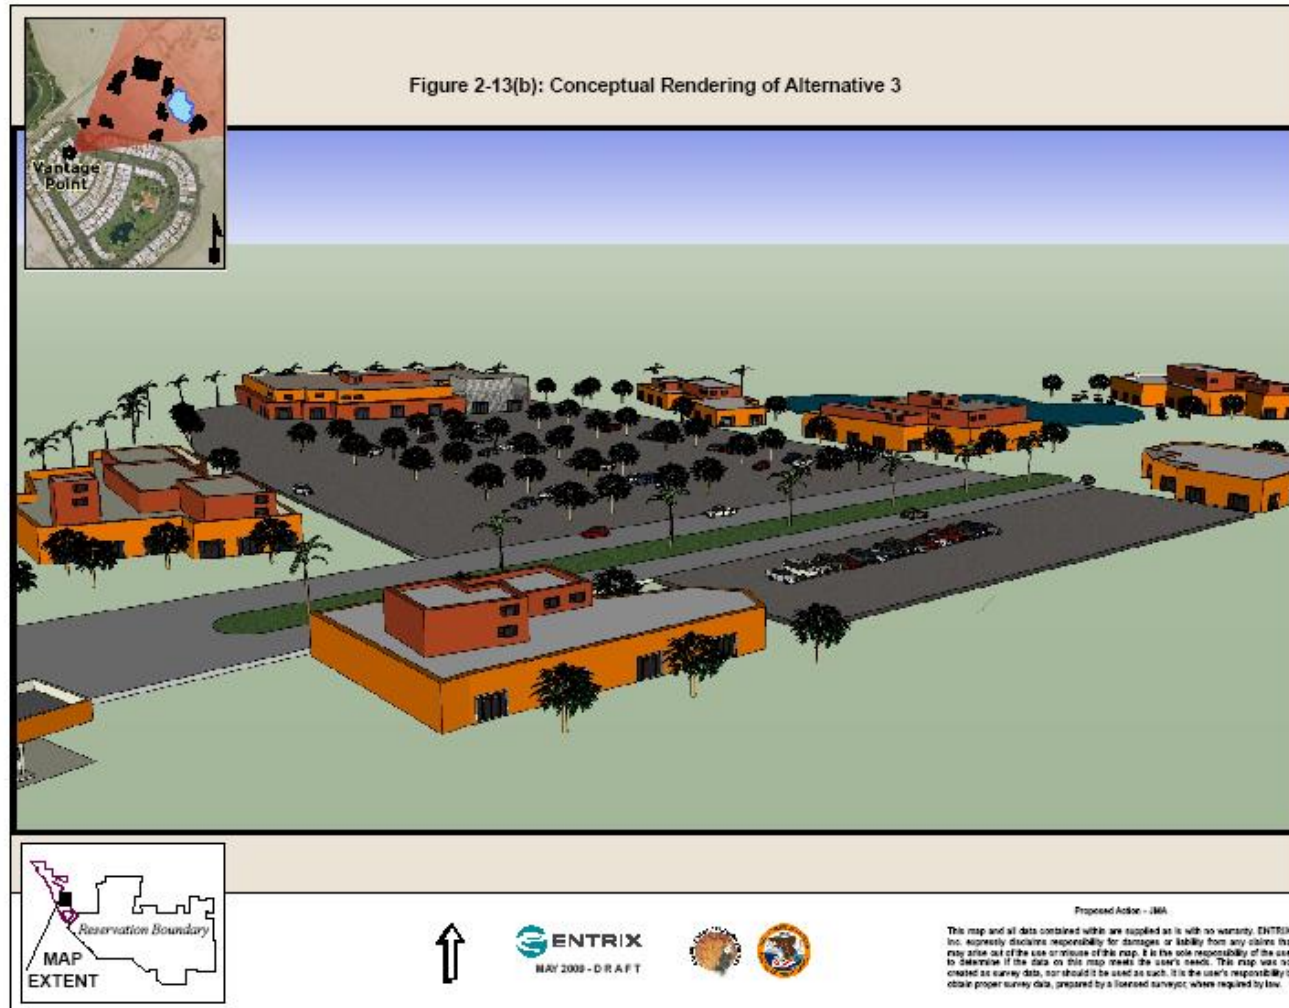 Figure 2-13(b): Conceptual Rendering of Alternative 3
Vantage
Point
Reservation Boundary
MAP
EXTENT
ENTRIX
MAY 2009 - DRAFT
Proposed Action - JMA
This map and all data contained within are supplied as is with no warranty. ENTRIX
Inc. expressly disclaims responsibility for damages or liability from any claims tha
may arise out of the use or misuse of this map. It is the sole responsibility of the use
to determine if the data on this map meets the user's needs. This map was no
created as survey data, nor should it be used as such. It is the user's responsibility t
obtain proper survey data, prepared by a licensed surveyor, where required by law.